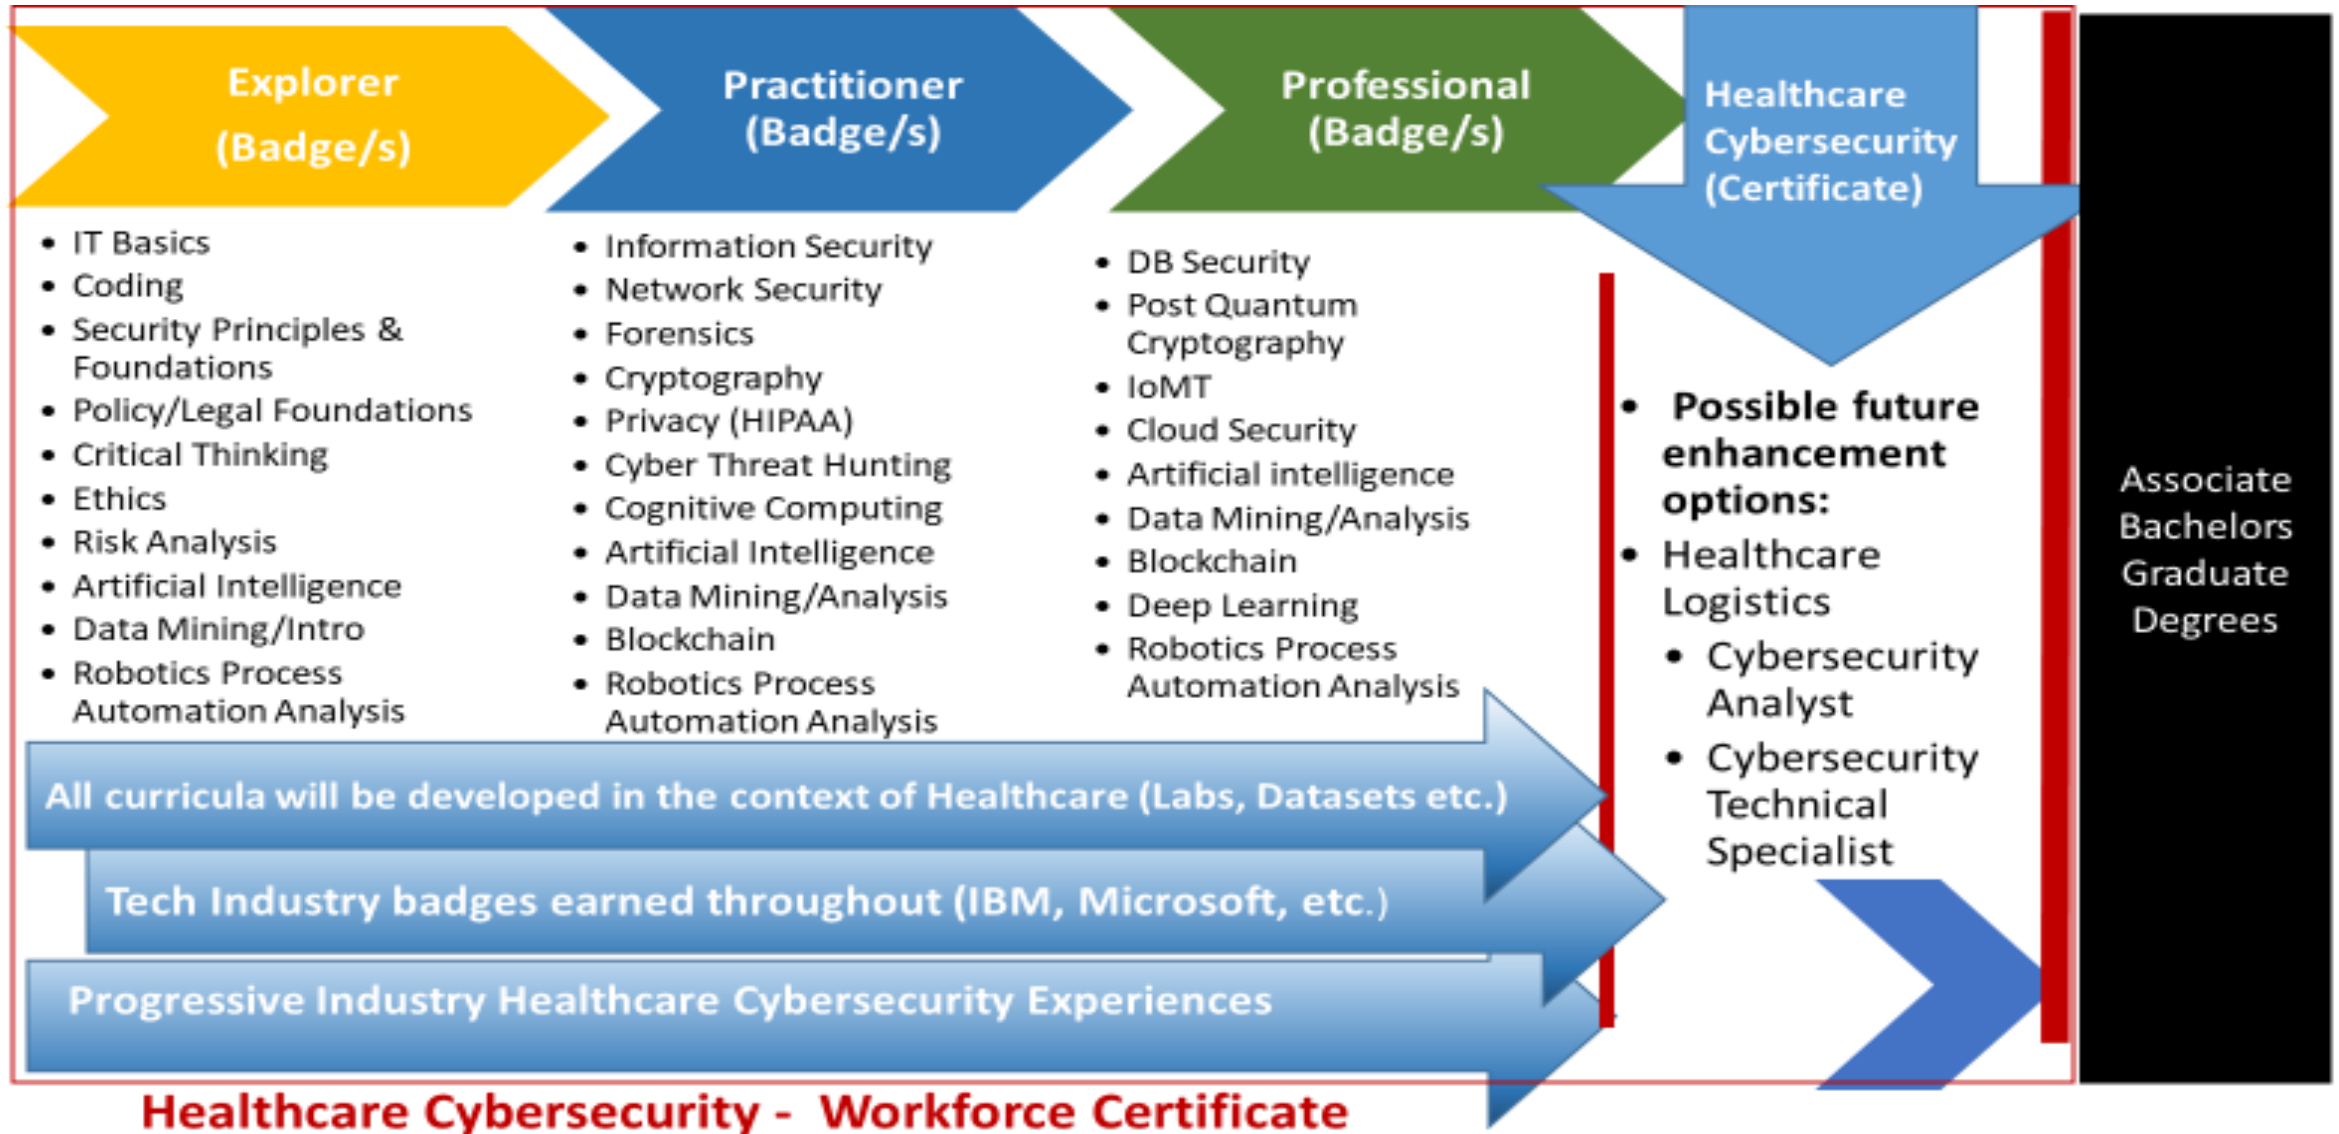 Explorer
(Badge/s)
Practitioner
(Badge/s)
Professional
(Badge/s)
Healthcare
Cybersecurity
(Certificate)
• IT Basics
• Coding
• Security Principles &
Foundations
• Policy/Legal Foundations
• Critical Thinking
• Ethics
• Risk Analysis
• Artificial Intelligence
• Data Mining/Intro
• Robotics Process
Automation Analysis
• Information Security
• Network Security
• Forensics
• Cryptography
• Privacy (HIPAA)
• Cyber Threat Hunting
• Cognitive Computing
• Artificial Intelligence
• Data Mining/Analysis
• Blockchain
• Robotics Process
Automation Analysis
• DB Security
• Post Quantum
Cryptography
• IoMT
• Cloud Security
• Artificial intelligence
• Data Mining/Analysis
• Blockchain
• Deep Learning
• Robotics Process
Automation Analysis
• Possible future
enhancement
options:
• Healthcare
Logistics
• Cybersecurity
Analyst
• Cybersecurity
Technical
Specialist
Associate
Bachelors
Graduate
Degrees
All curricula will be developed in the context of Healthcare (Labs, Datasets etc.)
Tech Industry badges earned throughout (IBM, Microsoft, etc.)
Progressive Industry Healthcare Cybersecurity Experiences
Healthcare Cybersecurity - Workforce Certificate